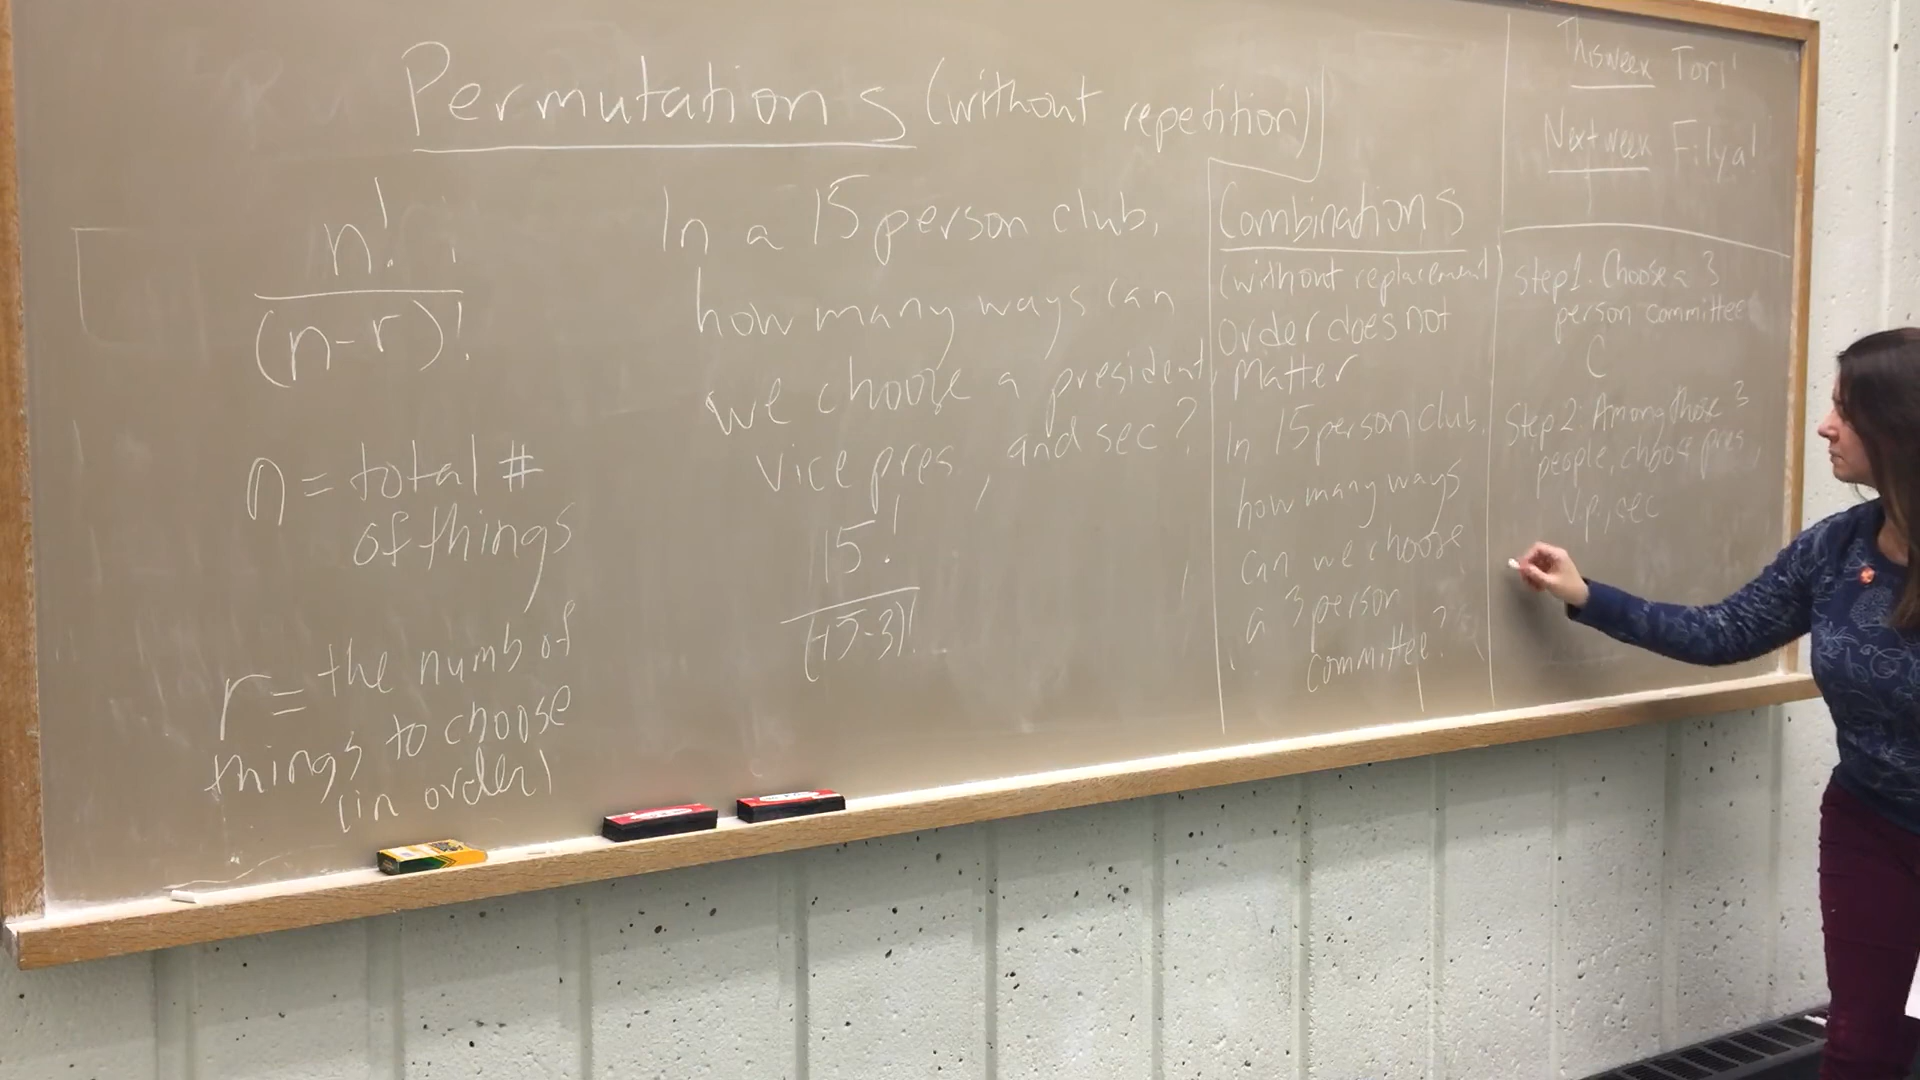 Permutations (without repetition)
n!
(n-r)!
n = total #
of things
r = the numb of
things to choose
(in order)
In a 15 person club,
how many ways can
we choose a president,
vice pres, and sec?
15!
(15-3)!
Combinations
(without replacement)
Order does not
Matter
In 15 person club,
how many ways
can we choose
a 3 person
committee?
This week Tori
Next week Filya!
Step 1. Choose a 3
person committee
C
Step 2: Among those 3
people, choose pres,
v.p., sec